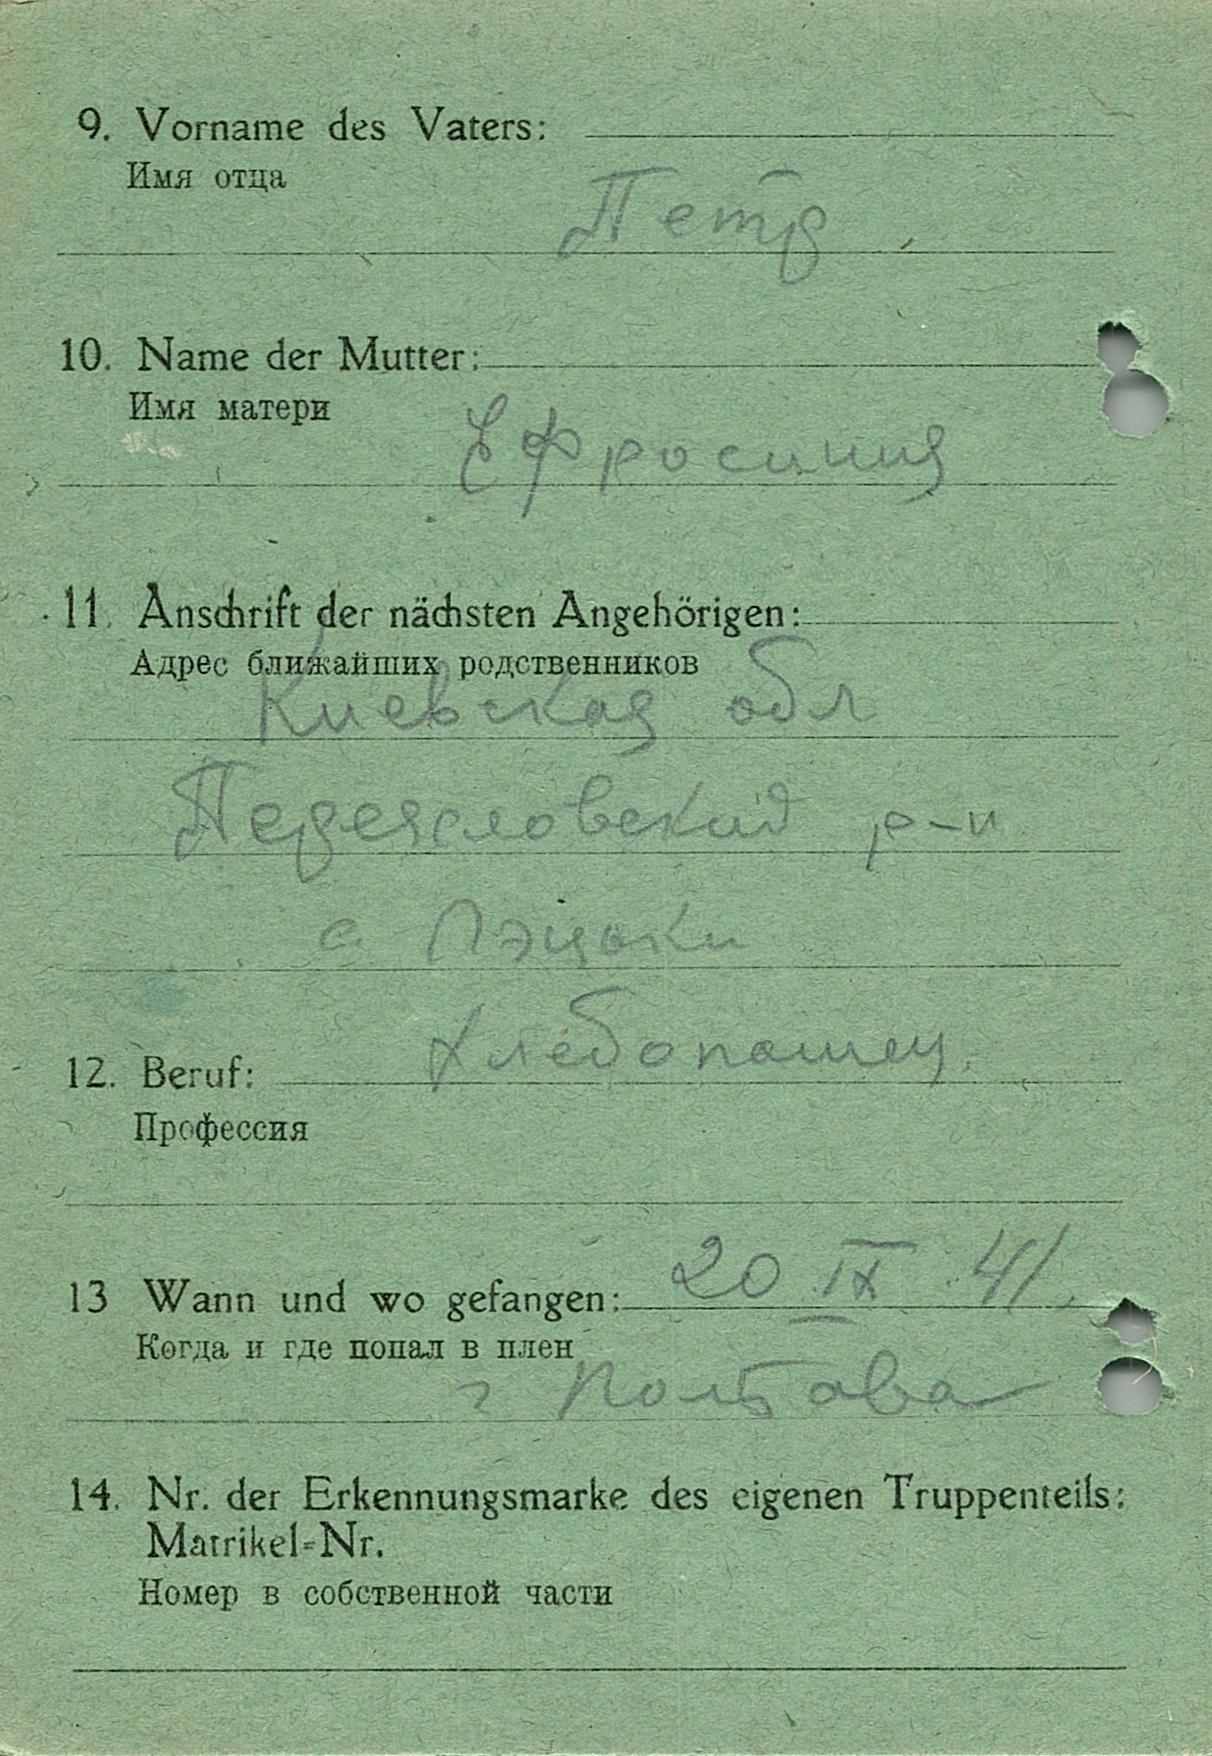 9. Vorname des Vaters:
Имя отца
Петр
10. Name der Mutter:
Имя матери
Ефросиния
11. Anschrift der nächsten Angehörigen:
Адрес ближайших родственников
Киевская обл
Переясловский р-н
с.
Хлебопашец.
12. Beruf:
Профессия
20 IX 41.
13 Wann und wo gefangen:
Когда и где попал в плен
г Полтава
14. Nr. der Erkennungsmarke des eigenen Truppenteils:
Matrikel-Nr.
Номер в собственной части